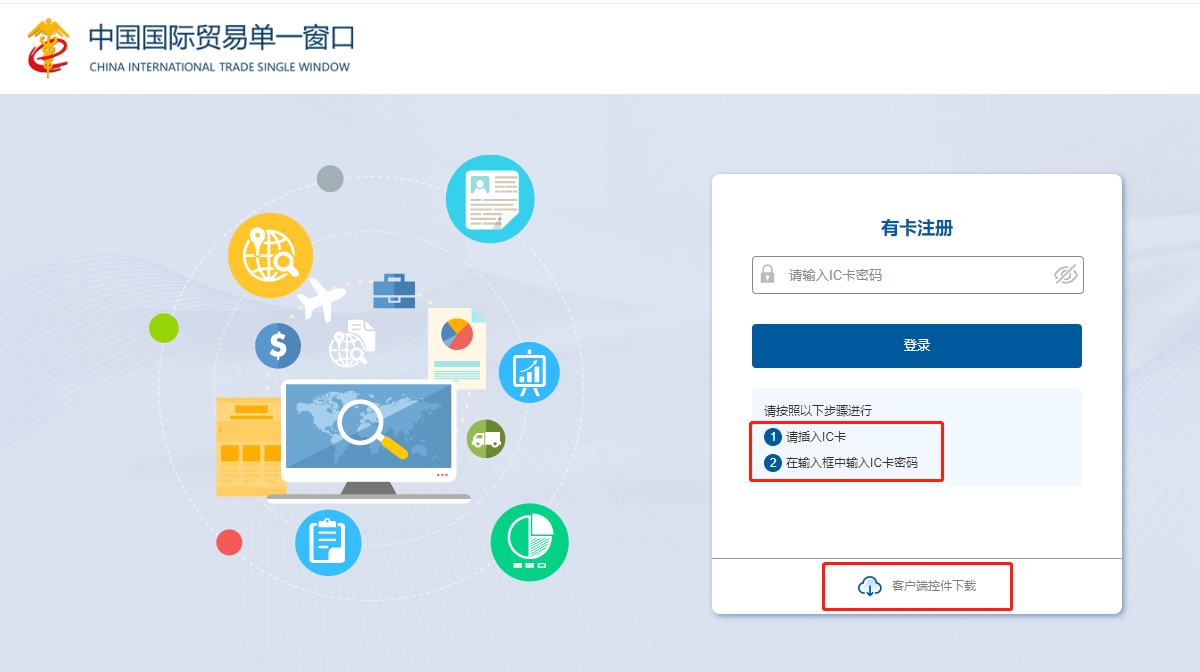 中国国际贸易单一窗口
CHINA INTERNATIONAL TRADE SINGLE WINDOW
有卡注册
请输入IC卡密码
登录
请按照以下步骤进行
1 请插入IC卡
2 在输入框中输入IC卡密码
客户端控件下载
$